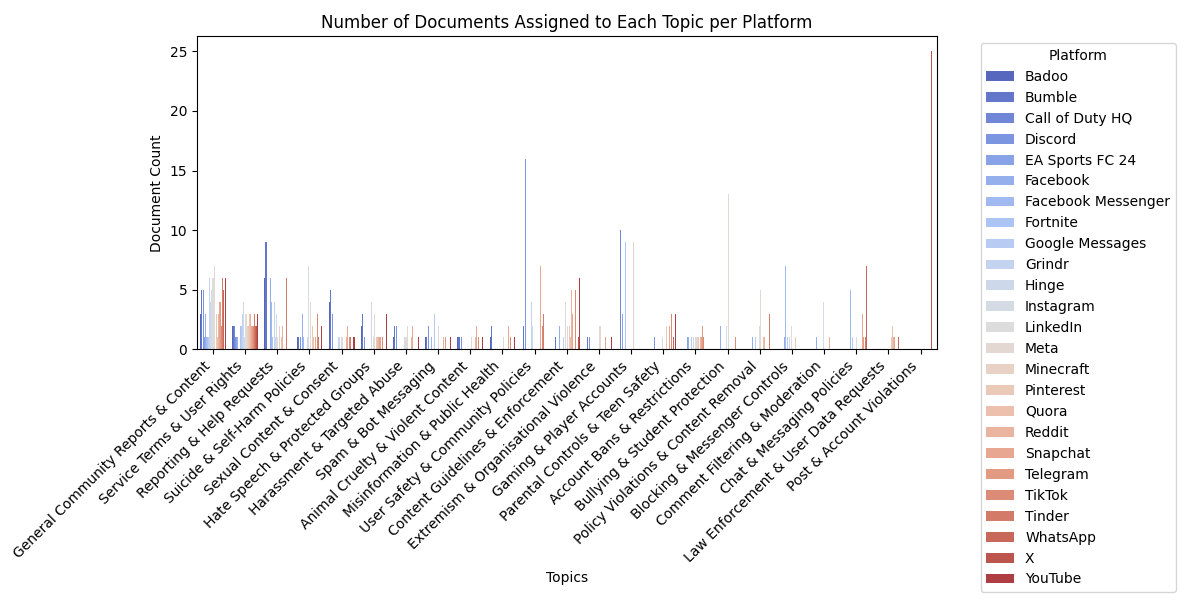 Number of Documents Assigned to Each Topic per Platform
Document Count
25
20
15
10
5
0
General Community Reports & Content
Service Terms & User Rights
Reporting & Help Requests
Suicide & Self-Harm Policies
Sexual Content & Consent
Hate Speech & Protected Groups
Harassment & Targeted Abuse
Spam & Bot Messaging
Animal Cruelty & Violent Content
Misinformation & Public Health
User Safety & Community Policies
Content Guidelines & Enforcement
Extremism & Organisational Violence
Gaming & Player Accounts
Parental Controls & Teen Safety
Account Bans & Restrictions
Bullying & Student Protection
Policy Violations & Content Removal
Blocking & Messenger Controls
Comment Filtering & Moderation
Chat & Messaging Policies
Law Enforcement & User Data Requests
Post & Account Violations
Topics
Platform
Badoo
Bumble
Call of Duty HQ
Discord
EA Sports FC 24
Facebook
Facebook Messenger
Fortnite
Google Messages
Grindr
Hinge
Instagram
LinkedIn
Meta
Minecraft
Pinterest
Quora
Reddit
Snapchat
Telegram
TikTok
Tinder
WhatsApp
X
YouTube